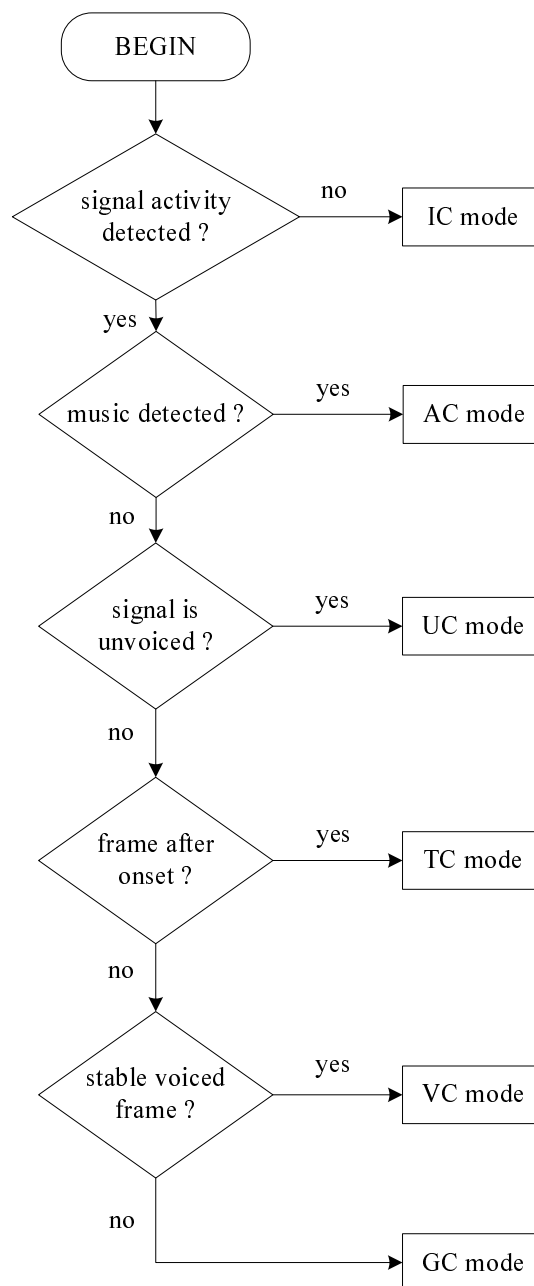 BEGIN
signal activity
detected ?
no
IC mode
yes
music detected ?
yes
AC mode
no
signal is
unvoiced ?
yes
UC mode
no
frame after
onset ?
yes
TC mode
no
stable voiced
frame ?
yes
VC mode
no
GC mode